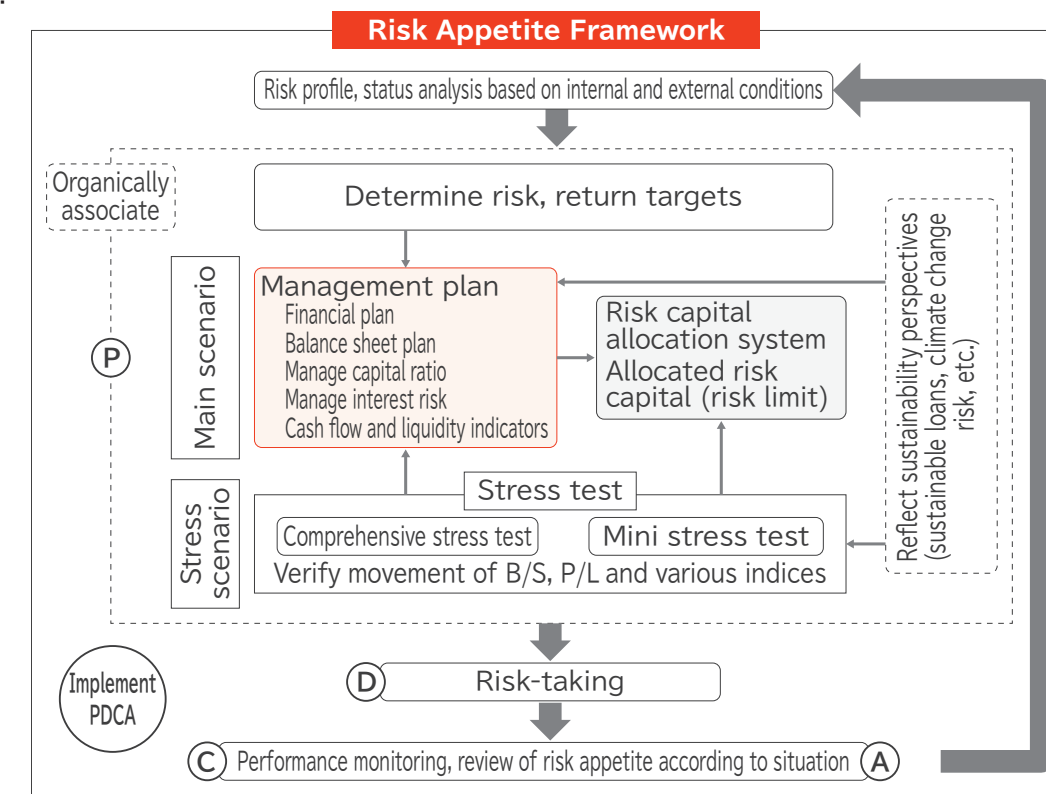 Risk Appetite Framework
Risk profile, status analysis based on internal and external conditions
Organically
associate
Determine risk, return targets
P
Main scenario
Management plan
Financial plan
Balance sheet plan
Manage capital ratio
Manage interest risk
Cash flow and liquidity indicators
Risk capital
allocation system
Allocated risk
capital (risk limit)
Reflect sustainability perspectives
(sustainable loans, climate change
risk, etc.)
Stress
scenario
Stress test
Comprehensive stress test
Mini stress test
Verify movement of B/S, P/L and various indices
Implement
PDCA
D
Risk-taking
C
Performance monitoring, review of risk appetite according to situation
A